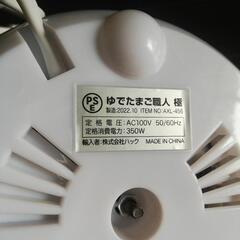 PSE
ゆでたまご職人 極
製造:2022.10 ITEM NO:AXL-456
定格電圧:AC100V 50/60Hz
定格消費電力:350W
輸入者:株式会社ハック MADE IN CHINA